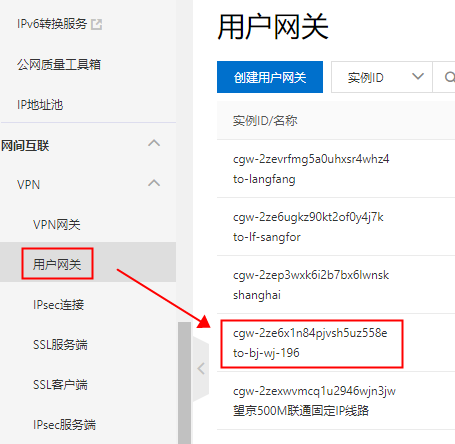 IPv6转换服务
公网质量工具箱
IP地址池
网间互联
VPN
VPN网关
用户网关
IPsec连接
SSL服务端
SSL客户端
IPsec服务端
用户网关
创建用户网关
实例ID
实例ID/名称
cgw-2zevrfmg5a0uhxsr4whz4
to-langfang
cgw-2ze6ugkz90kt2of0y4j7k
to-lf-sangfor
cgw-2zep3wxk6i2b7bx6lwnsk
shanghai
cgw-2ze6x1n84pjvsh5uz558e
to-bj-wj-196
cgw-2zexwvmcq1u2946wjn3jw
望京500M联通固定IP线路